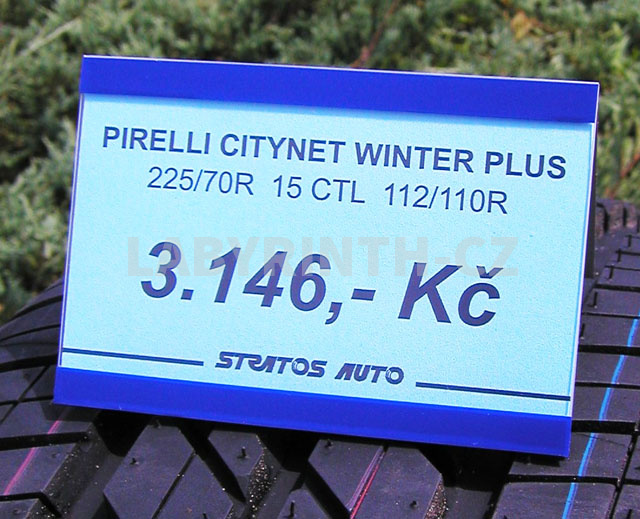 PIRELLI CITYNET WINTER PLUS
225/70R 15 CTL 112/110R
LABYRINTH-CZ
3.146,- Kč
STRATOS AUTO